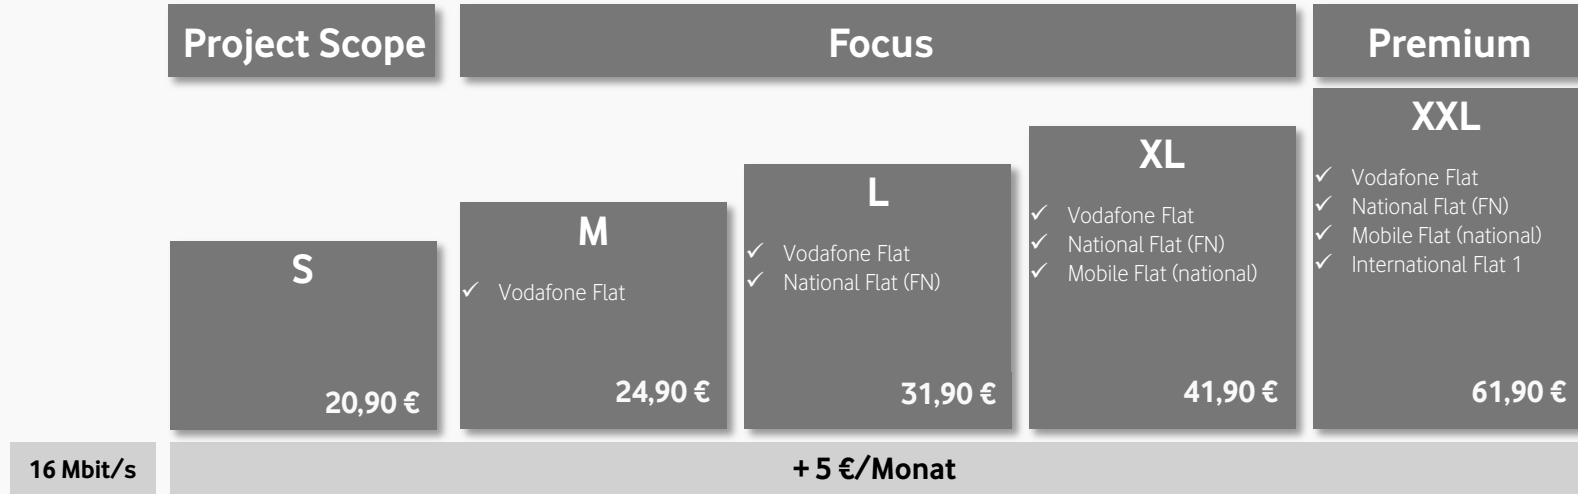 Project Scope
Focus
Premium
S
20,90 €
M
✓ Vodafone Flat
24,90 €
L
✓ Vodafone Flat
✓ National Flat (FN)
31,90 €
XL
✓ Vodafone Flat
✓ National Flat (FN)
✓ Mobile Flat (national)
41,90 €
XXL
✓ Vodafone Flat
✓ National Flat (FN)
✓ Mobile Flat (national)
✓ International Flat 1
61,90 €
16 Mbit/s
+ 5 €/Monat